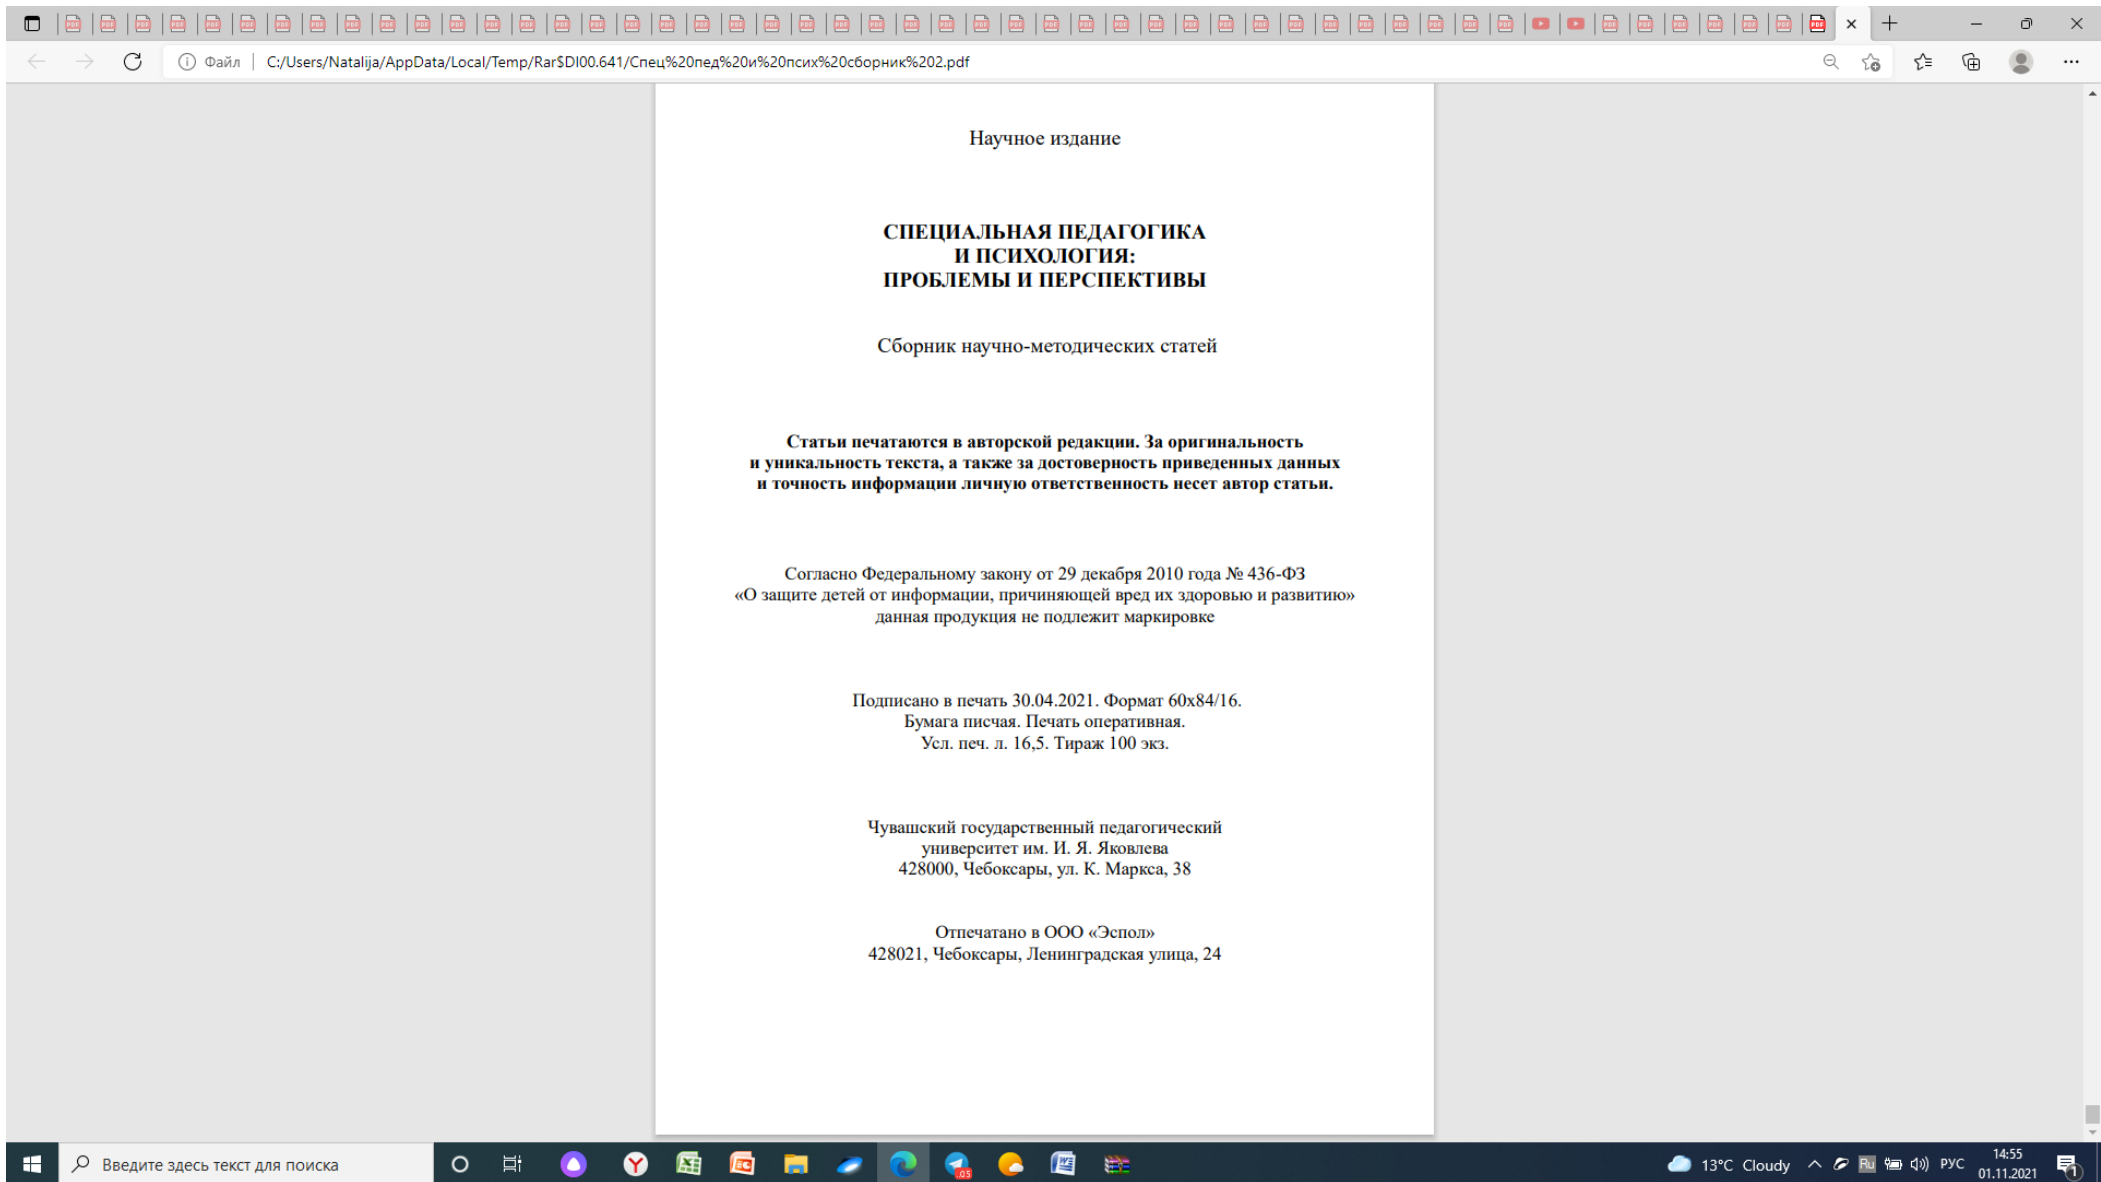 Файл
C:/Users/Natalija/AppData/Local/Temp/Rar$DI00.641/Спец%20пед%20и%20псих%20сборник%202.pdf
Научное издание
СПЕЦИАЛЬНАЯ ПЕДАГОГИКА
И ПСИХОЛОГИЯ:
ПРОБЛЕМЫ И ПЕРСПЕКТИВЫ
Сборник научно-методических статей
Статьи печатаются в авторской редакции. За оригинальность
и уникальность текста, а также за достоверность приведенных данных
и точность информации личную ответственность несет автор статьи.
Согласно Федеральному закону от 29 декабря 2010 года № 436-ФЗ
«О защите детей от информации, причиняющей вред их здоровью и развитию»
данная продукция не подлежит маркировке
Подписано в печать 30.04.2021. Формат 60х84/16.
Бумага писчая. Печать оперативная.
Усл. печ. л. 16,5. Тираж 100 экз.
Чувашский государственный педагогический
университет им. И. Я. Яковлева
428000, Чебоксары, ул. К. Маркса, 38
Отпечатано в ООО «Эспол»
428021, Чебоксары, Ленинградская улица, 24
Введите здесь текст для поиска
13°C Cloudy
Ru
РУС
14:55
01.11.2021